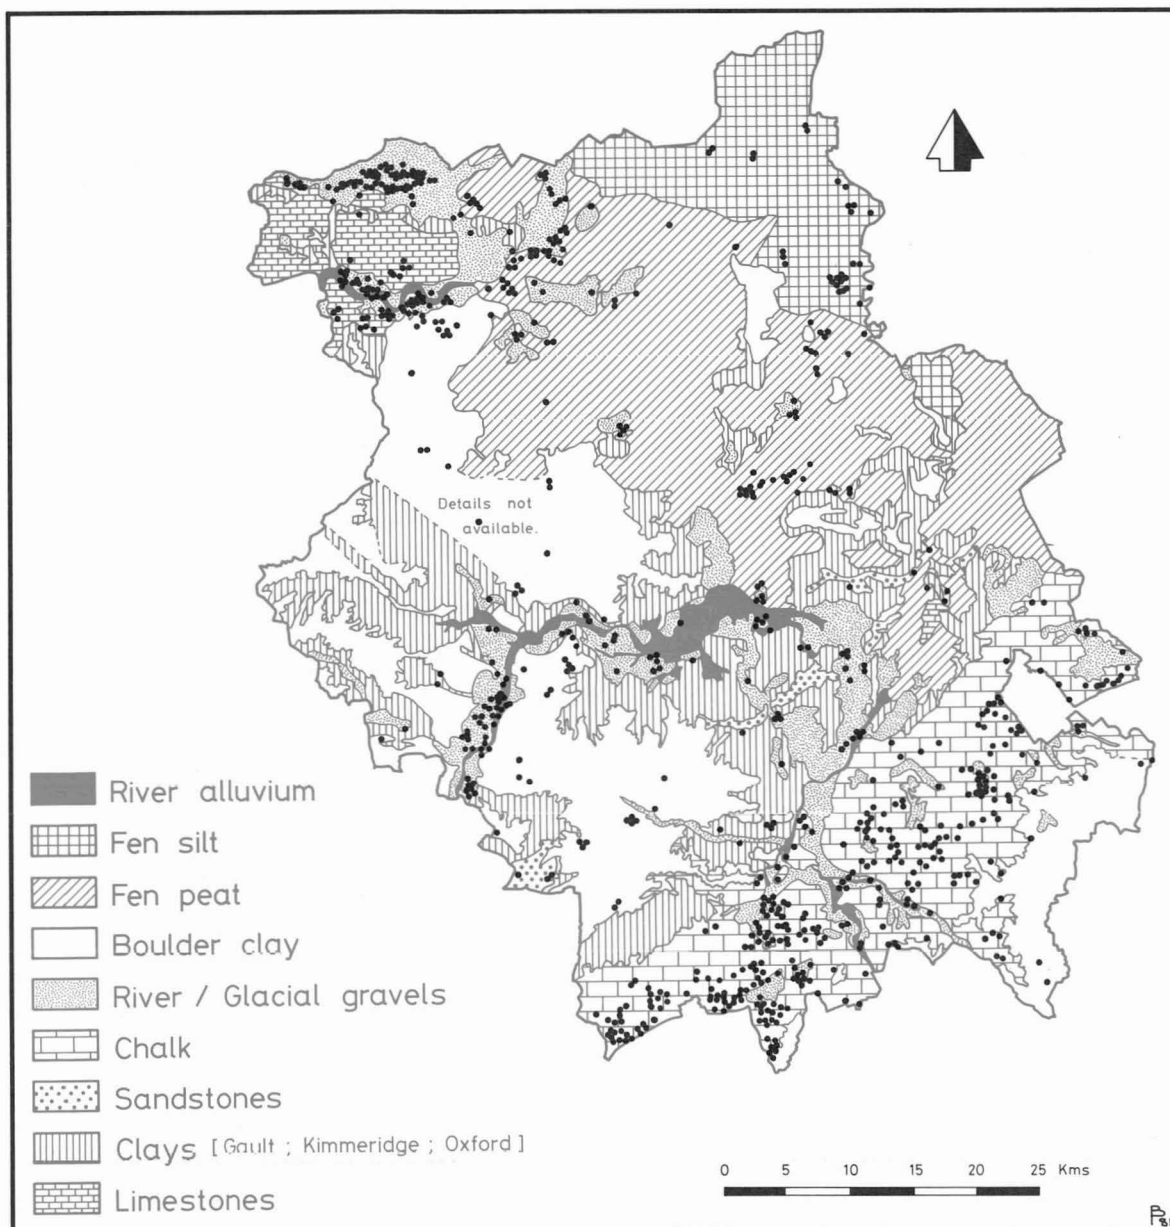 Details not
available.
River alluvium
Fen silt
Fen peat
Boulder clay
River / Glacial gravels
Chalk
Sandstones
Clays [Gault ; Kimmeridge ; Oxford]
Limestones
0 5 10 15 20 25 Kms